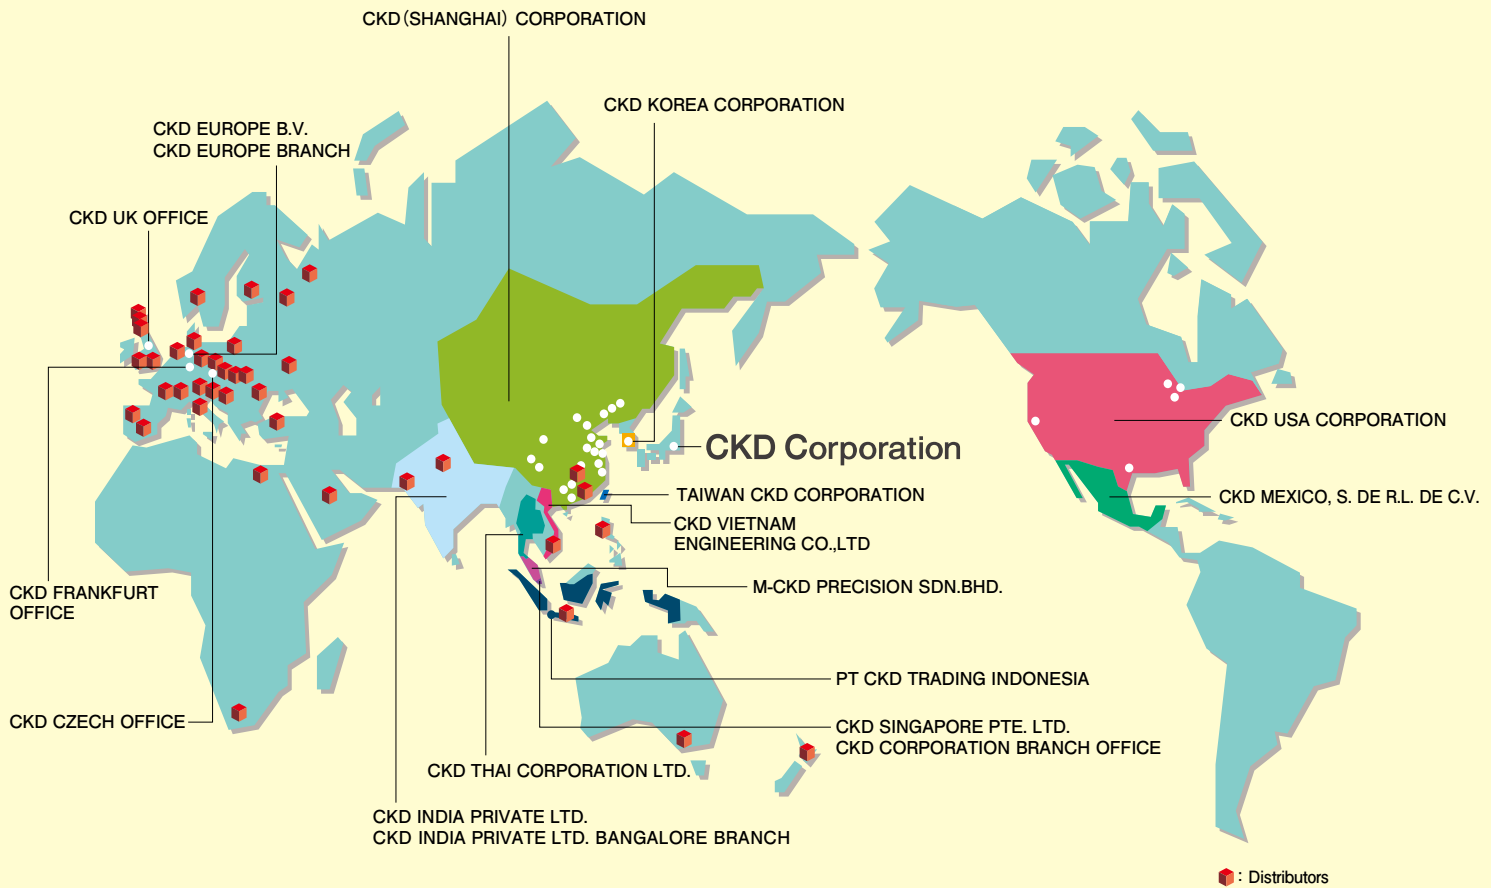 CKD(SHANGHAI) CORPORATION
CKD KOREA CORPORATION
CKD EUROPE B.V.
CKD EUROPE BRANCH
CKD UK OFFICE
CKD USA CORPORATION
CKD Corporation
TAIWAN CKD CORPORATION
CKD MEXICO, S. DE R.L. DE C.V.
CKD VIETNAM
ENGINEERING CO.,LTD
M-CKD PRECISION SDN.BHD.
CKD FRANKFURT
OFFICE
PT CKD TRADING INDONESIA
CKD CZECH OFFICE
CKD SINGAPORE PTE. LTD.
CKD CORPORATION BRANCH OFFICE
CKD THAI CORPORATION LTD.
CKD INDIA PRIVATE LTD.
CKD INDIA PRIVATE LTD. BANGALORE BRANCH
: Distributors